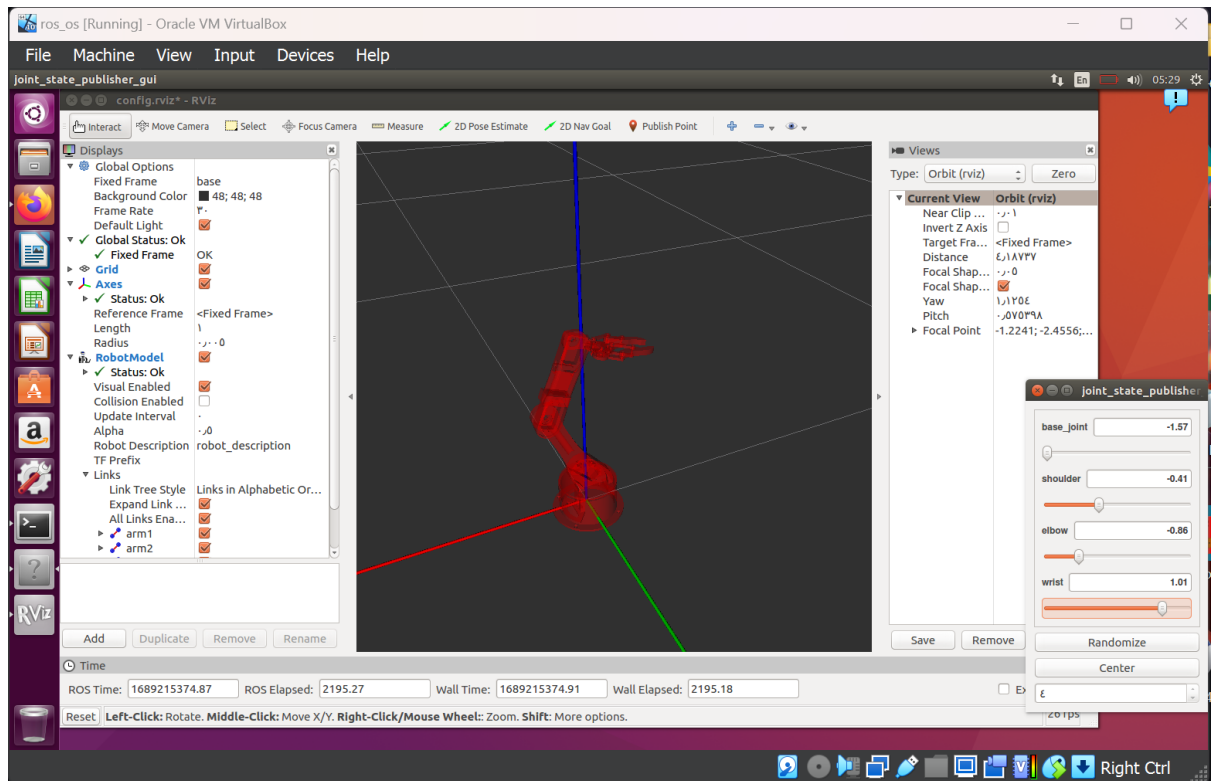 ros_os [Running] - Oracle VM VirtualBox
File Machine View Input Devices Help
joint_state_publisher_gui
En 05:29
config.rviz* - RViz
Interact Move Camera Select Focus Camera Measure 2D Pose Estimate 2D Nav Goal Publish Point
Displays
Global Options
Fixed Frame base
Background Color 48; 48; 48
Frame Rate ٣٠
Default Light
Global Status: Ok
Fixed Frame OK
Grid
Axes
Status: Ok
Reference Frame <Fixed Frame>
Length ١
Radius ٠٫٠٠٥
RobotModel
Status: Ok
Visual Enabled
Collision Enabled
Update Interval ٠
Alpha ٠٫٥
Robot Description robot_description
TF Prefix
Links
Link Tree Style Links in Alphabetic Or...
Expand Link ...
All Links Ena...
arm1
arm2
Add Duplicate Remove Rename
Views
Type: Orbit (rviz) Zero
Current View Orbit (rviz)
Near Clip ... ٠٫٠١
Invert Z Axis
Target Fra... <Fixed Frame>
Distance ٤٫١٨٧٣٧
Focal Shap... ٠٫٠٥
Focal Shap...
Yaw ١٫١٢٥٤
Pitch ٠٫٥٧٥٣٩٨
Focal Point -1.2241; -2.4556;...
Save Remove
joint_state_publisher
base_joint -1.57
shoulder -0.41
elbow -0.86
wrist 1.01
Randomize
Center
٤
Time
ROS Time: 1689215374.87 ROS Elapsed: 2195.27 Wall Time: 1689215374.91 Wall Elapsed: 2195.18 Ex
Reset Left-Click: Rotate. Middle-Click: Move X/Y. Right-Click/Mouse Wheel:: Zoom. Shift: More options. 26 fps
RViz
Right Ctrl